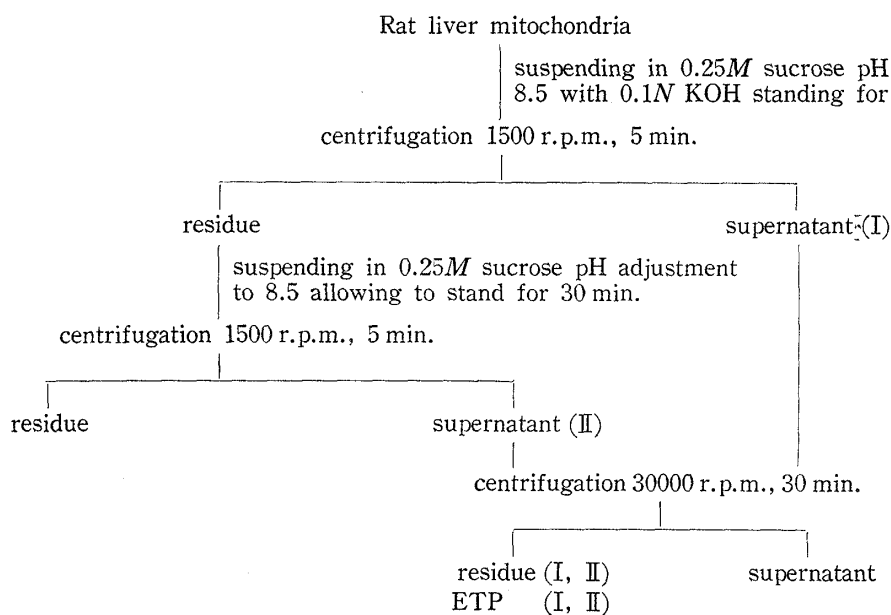 Rat liver mitochondria
suspending in 0.25M sucrose pH
8.5 with 0.1N KOH standing for
centrifugation 1500 r.p.m., 5 min.
residue
supernatant (I)
suspending in 0.25M sucrose pH adjustment
to 8.5 allowing to stand for 30 min.
centrifugation 1500 r.p.m., 5 min.
residue
supernatant (II)
centrifugation 30000 r.p.m., 30 min.
residue (I, II)
supernatant
ETP (I, II)